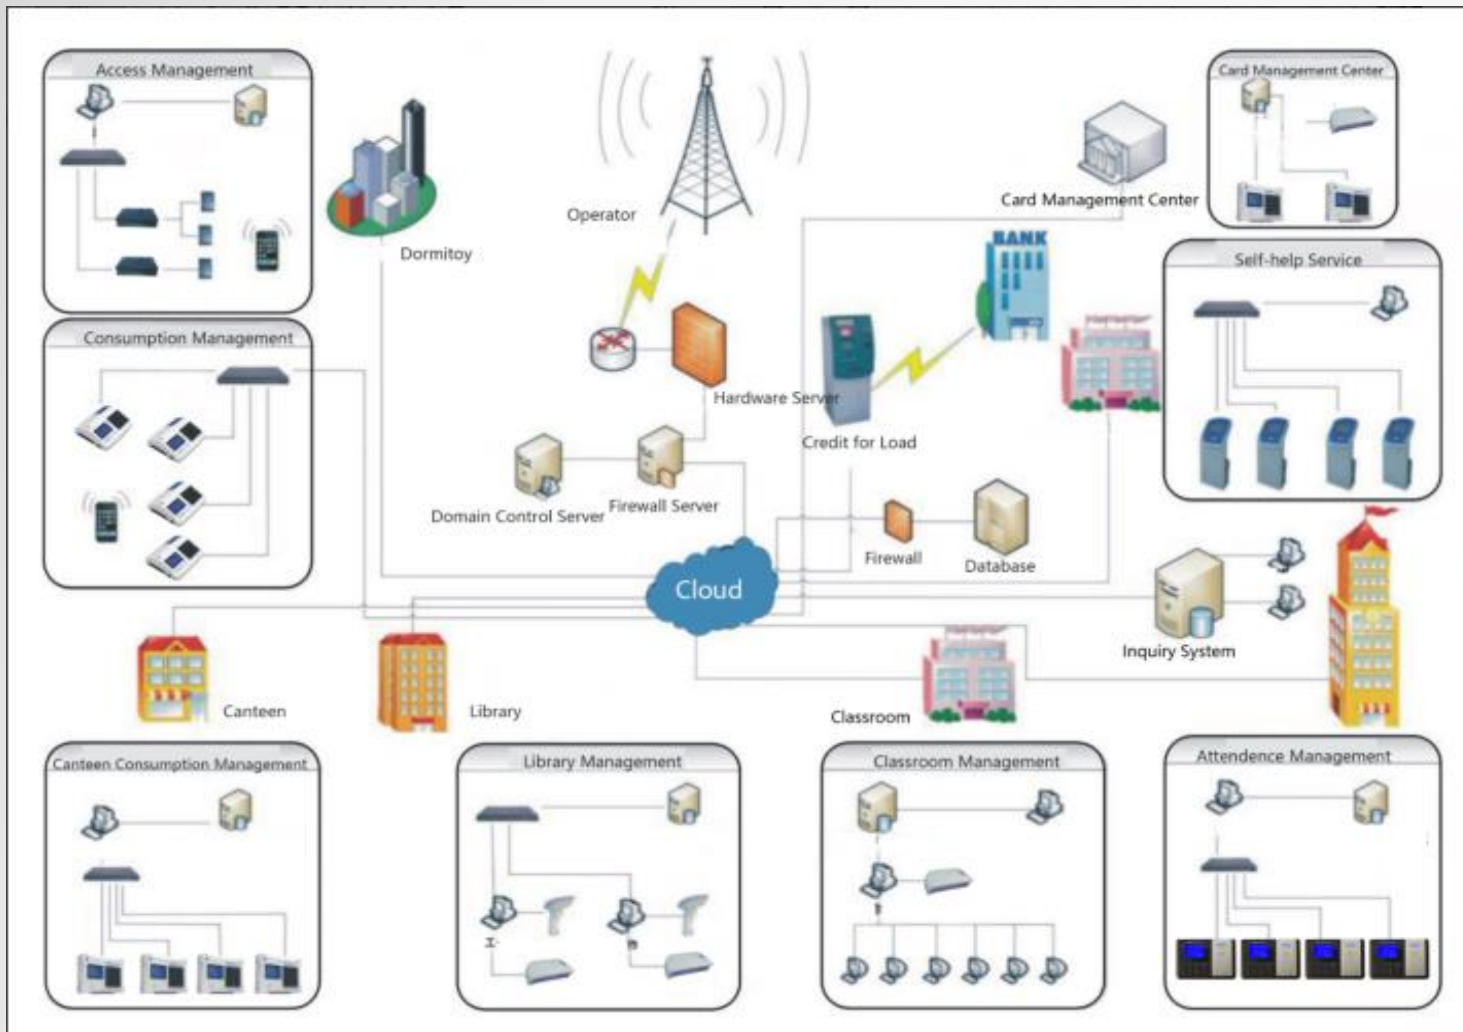 Access Management
Card Management Center
Operator
Card Management Center
Dormitoy
BANK
Self-help Service
Consumption Management
Hardware Server
Credit for Load
Domain Control Server
Firewall Server
Firewall
Database
Cloud
Inquiry System
Canteen
Library
Classroom
Canteen Consumption Management
Library Management
Classroom Management
Attendence Management